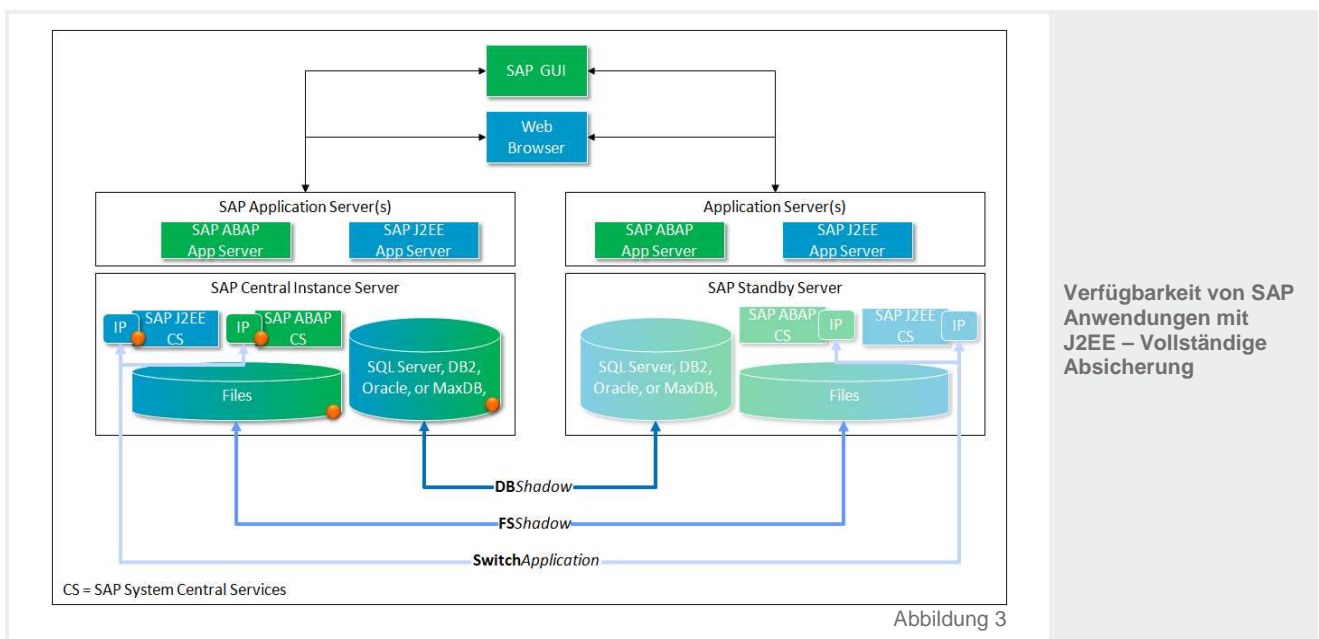 SAP GUI
Web
Browser
SAP Application Server(s)
SAP ABAP
App Server
SAP J2EE
App Server
Application Server(s)
SAP ABAP
App Server
SAP J2EE
App Server
SAP Central Instance Server
IP
SAP J2EE
CS
IP
SAP ABAP
CS
SQL Server, DB2,
Oracle, or MaxDB,
Files
SAP Standby Server
SQL Server, DB2,
Oracle, or MaxDB,
SAP ABAP
CS
IP
SAP J2EE
CS
IP
Files
DBShadow
FSShadow
SwitchApplication
CS = SAP System Central Services
Abbildung 3
Verfügbarkeit von SAP
Anwendungen mit
J2EE – Vollständige
Absicherung